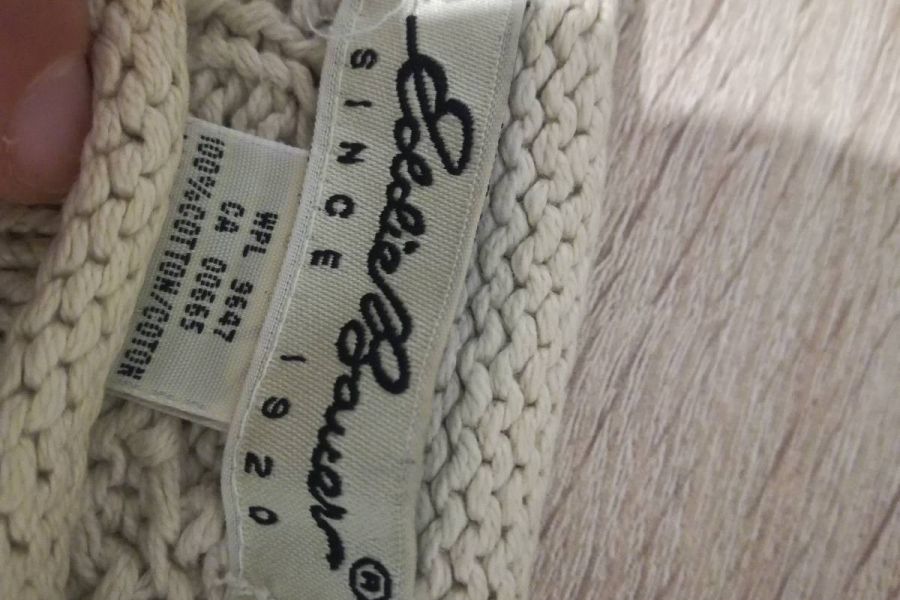 Eddie Bauer®
SINCE 1920
WPL 3647
CA 00665
100%COTTON/COTON